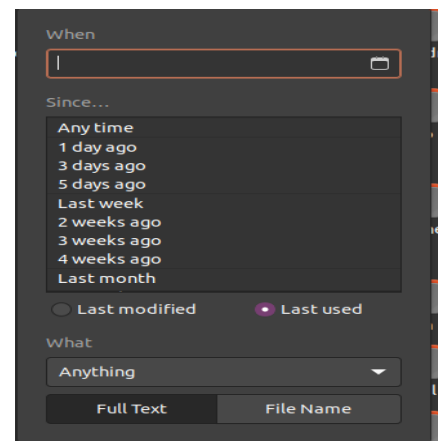 When
Since...
Any time
1 day ago
3 days ago
5 days ago
Last week
2 weeks ago
3 weeks ago
4 weeks ago
Last month
Last modified
Last used
What
Anything
Full Text
File Name